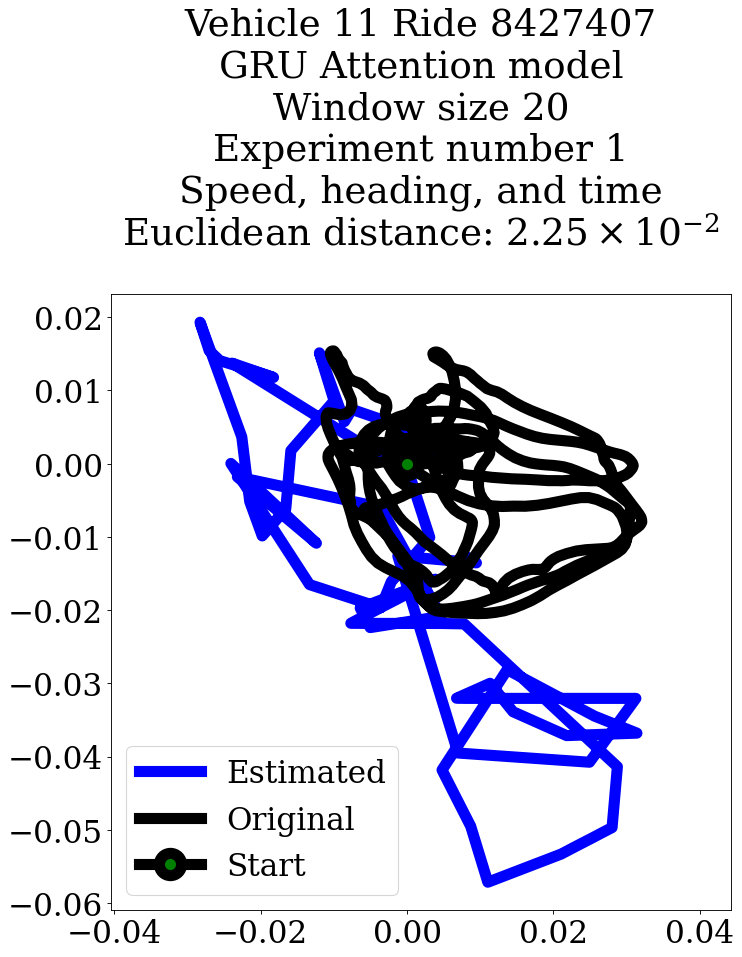 Vehicle 11 Ride 8427407
GRU Attention model
Window size 20
Experiment number 1
Speed, heading, and time
Euclidean distance: 2.25 × 10⁻²
0.02
0.01
0.00
−0.01
−0.02
−0.03
−0.04
−0.05
−0.06
Estimated
Original
Start
−0.04 −0.02 0.00 0.02 0.04